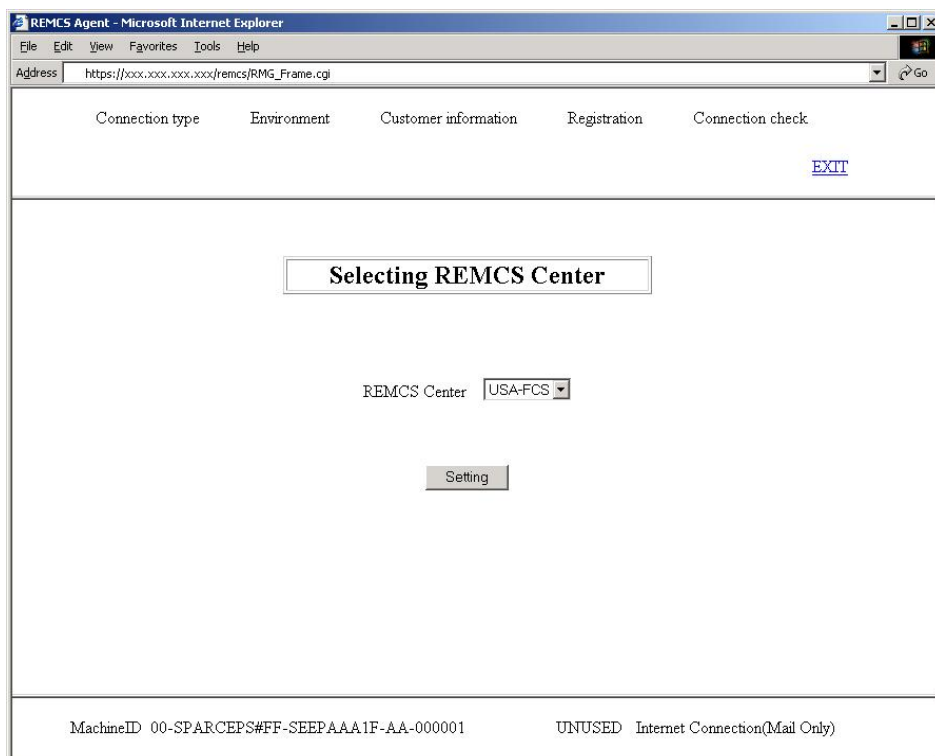 REMCS Agent - Microsoft Internet Explorer
File Edit View Favorites Tools Help
Address https://xxx.xxx.xxx.xxx/remcs/RMG_Frame.cgi Go
Connection type Environment Customer information Registration Connection check
EXIT
Selecting REMCS Center
REMCS Center USA-FCS
Setting
MachineID 00-SPARCEPS#FF-SEEPAAA1F-AA-000001 UNUSED Internet Connection(Mail Only)